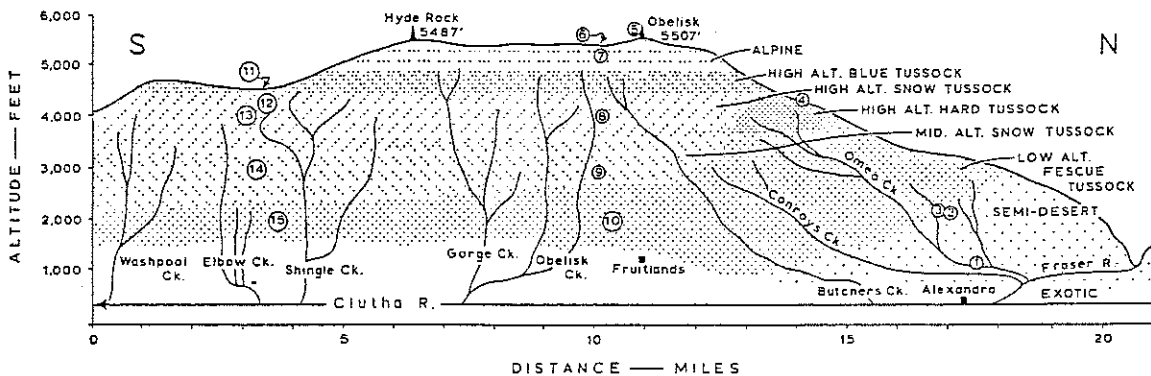 Hyde Rock
5487'
Obelisk
5507'
S
N
6,000
5,000
4,000
3,000
2,000
1,000
ALTITUDE — FEET
ALPINE
HIGH ALT. BLUE TUSSOCK
HIGH ALT. SNOW TUSSOCK
HIGH ALT. HARD TUSSOCK
MID. ALT. SNOW TUSSOCK
LOW ALT.
FESCUE
TUSSOCK
SEMI-DESERT
EXOTIC
5
6
7
11
12
13
4
8
14
9
15
10
3
2
1
Omeo Ck.
Conroys Ck.
Washpool
Ck.
Elbow Ck.
Shingle Ck.
Gorge Ck.
Obelisk
Ck.
Fruitlands
Butchers Ck.
Alexandra
Fraser R.
Clutha R.
0
5
10
15
20
DISTANCE — MILES